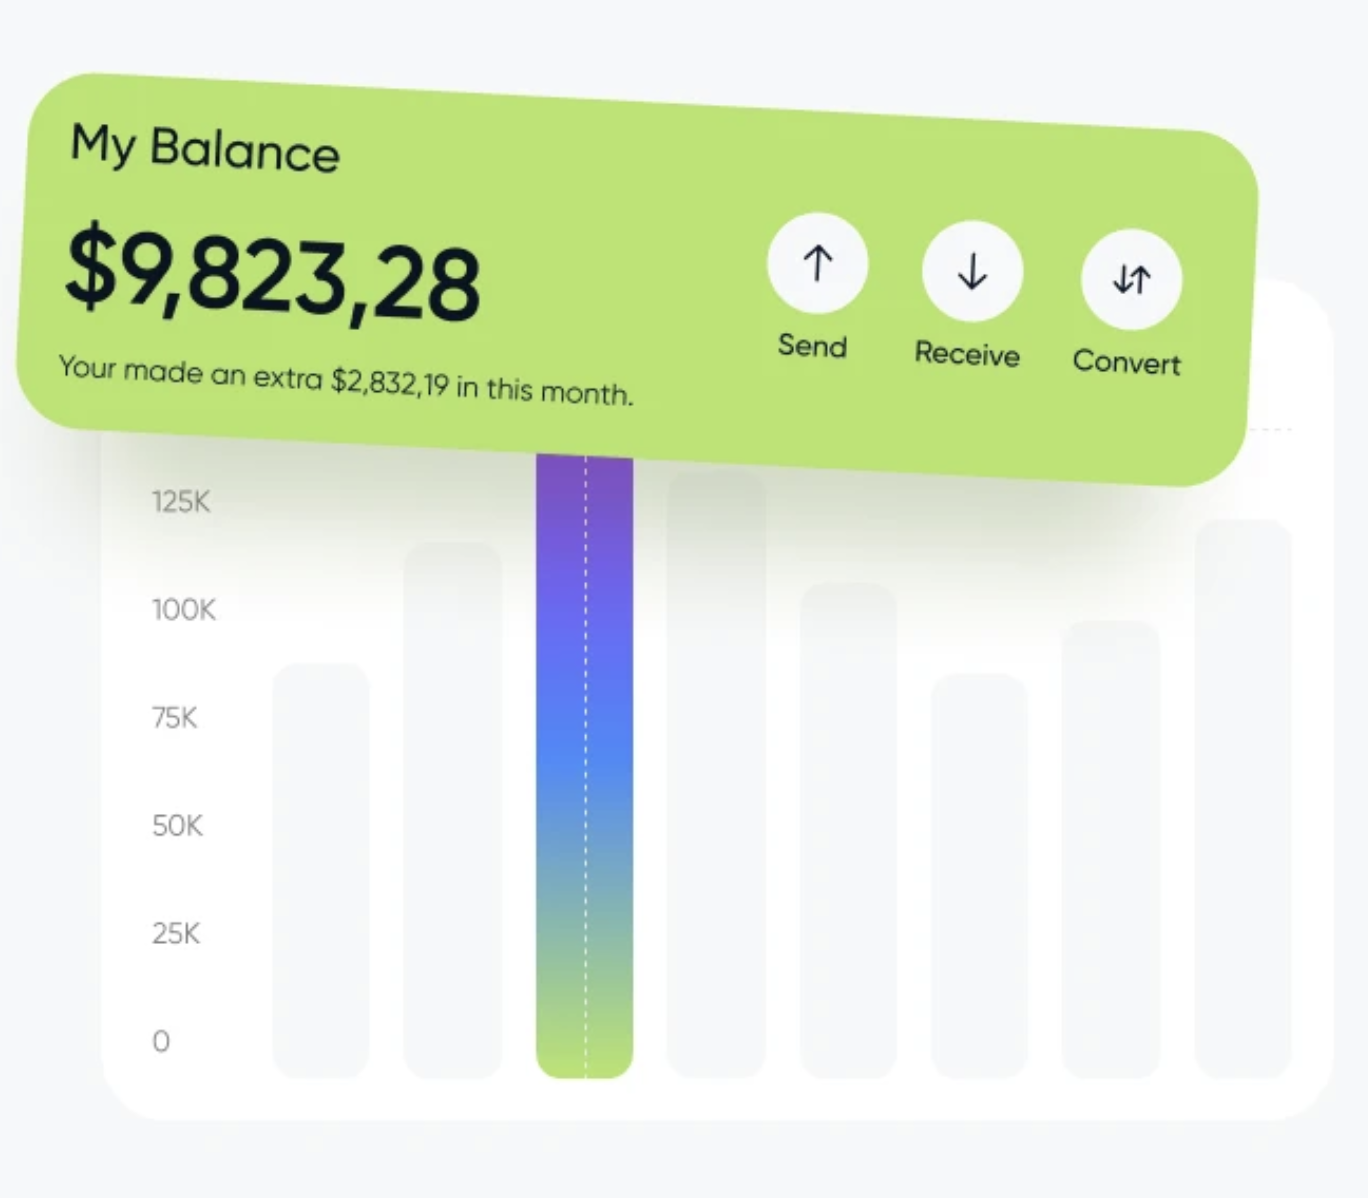 My Balance
$9,823,28
Your made an extra $2,832,19 in this month.
Send
Receive
Convert
125K
100K
75K
50K
25K
0